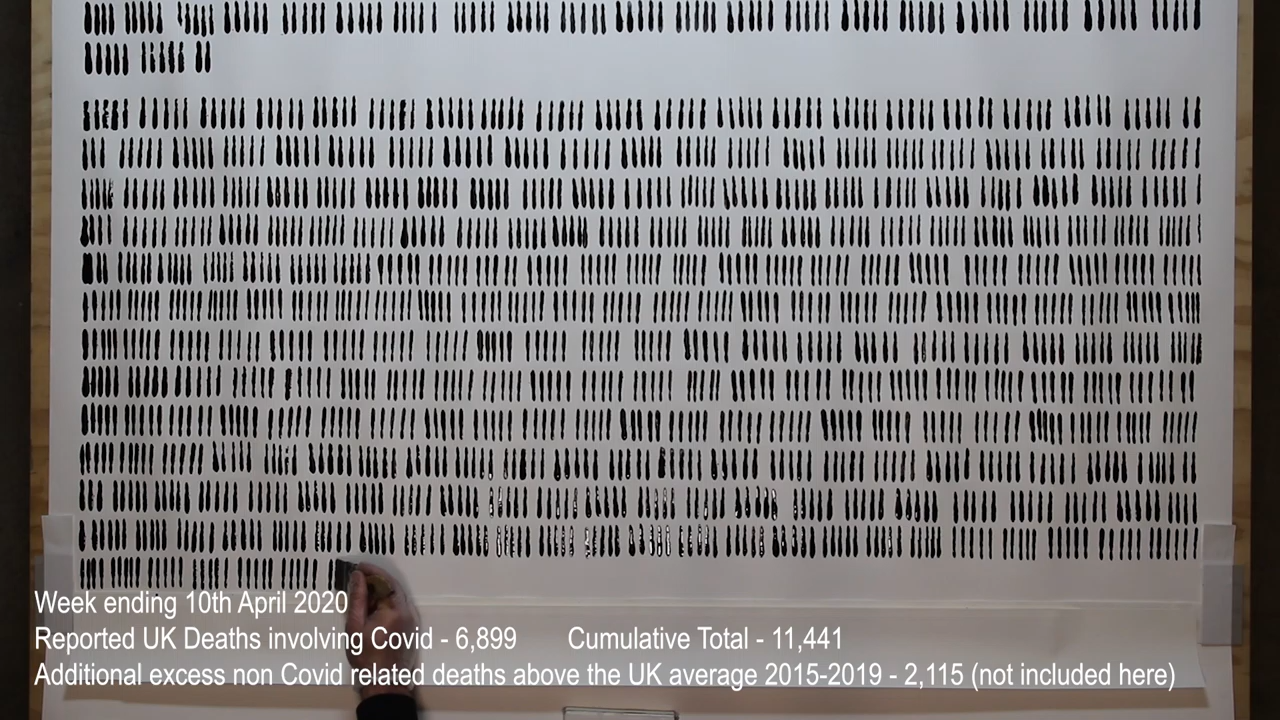 Week ending 10th April 2020
Reported UK Deaths involving Covid - 6,899 Cumulative Total - 11,441
Additional excess non Covid related deaths above the UK average 2015-2019 - 2,115 (not included here)